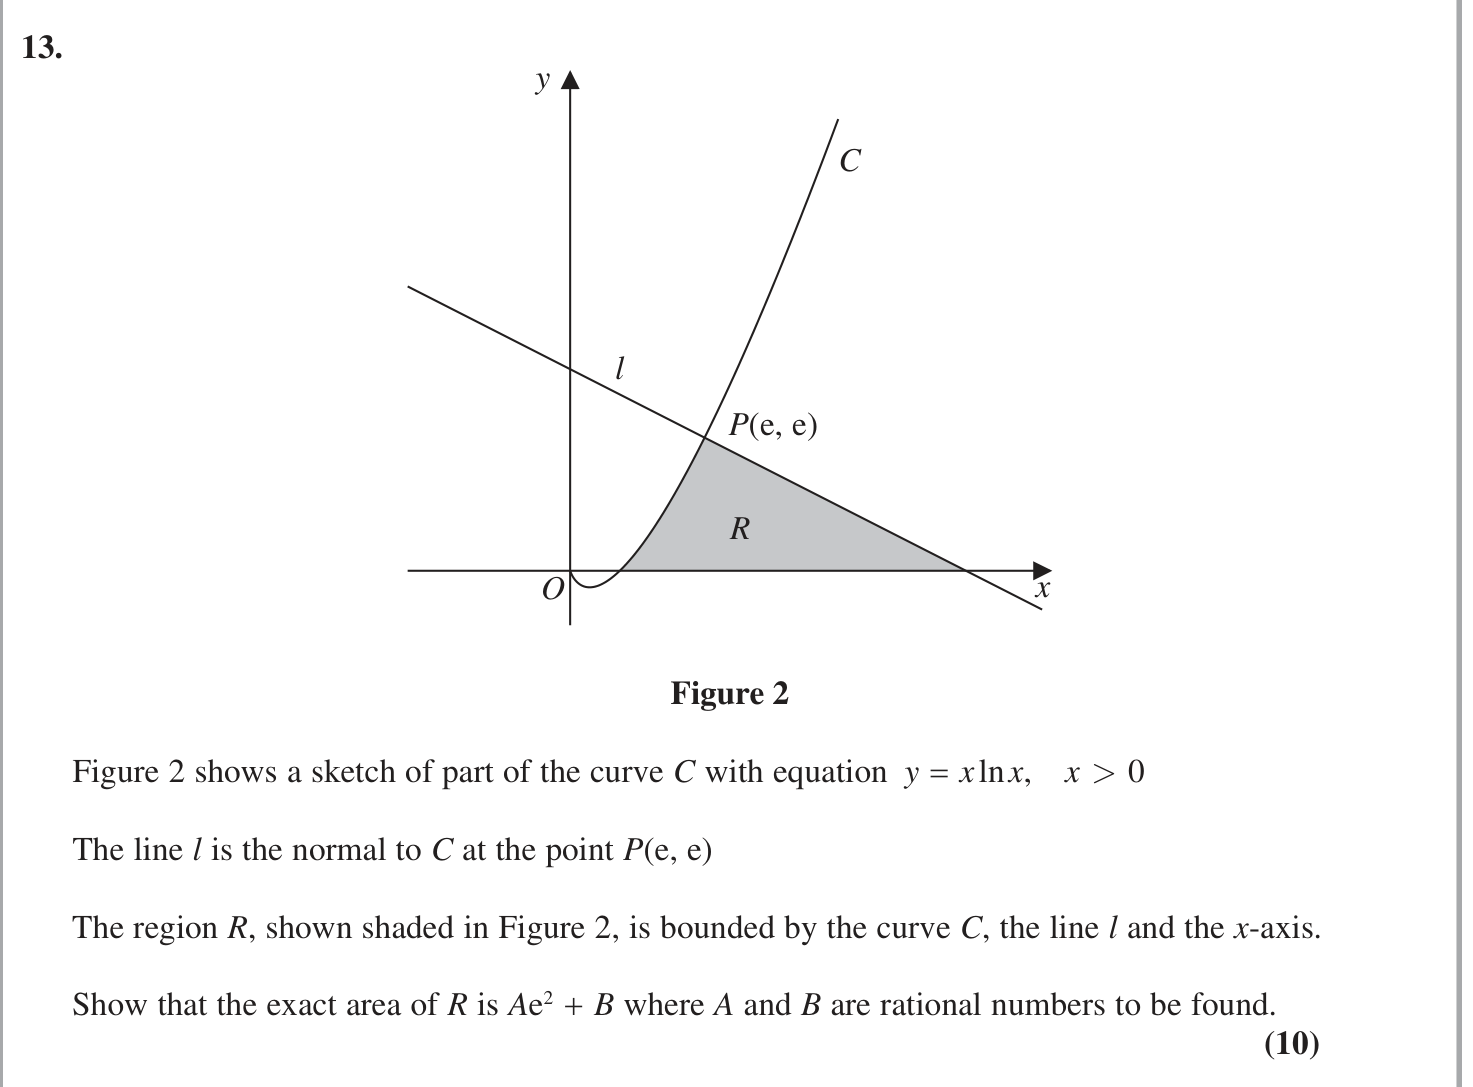 13.
y
C
l
P(e, e)
R
O
x
Figure 2
Figure 2 shows a sketch of part of the curve C with equation y = x ln x, x > 0
The line l is the normal to C at the point P(e, e)
The region R, shown shaded in Figure 2, is bounded by the curve C, the line l and the x-axis.
Show that the exact area of R is Ae² + B where A and B are rational numbers to be found.
(10)